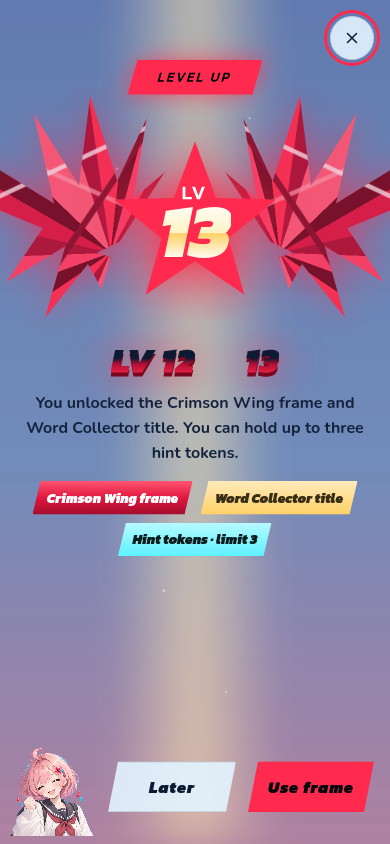 LEVEL UP
LV
13
LV 12 13
You unlocked the Crimson Wing frame and
Word Collector title. You can hold up to three
hint tokens.
Crimson Wing frame
Word Collector title
Hint tokens · limit 3
Later
Use frame